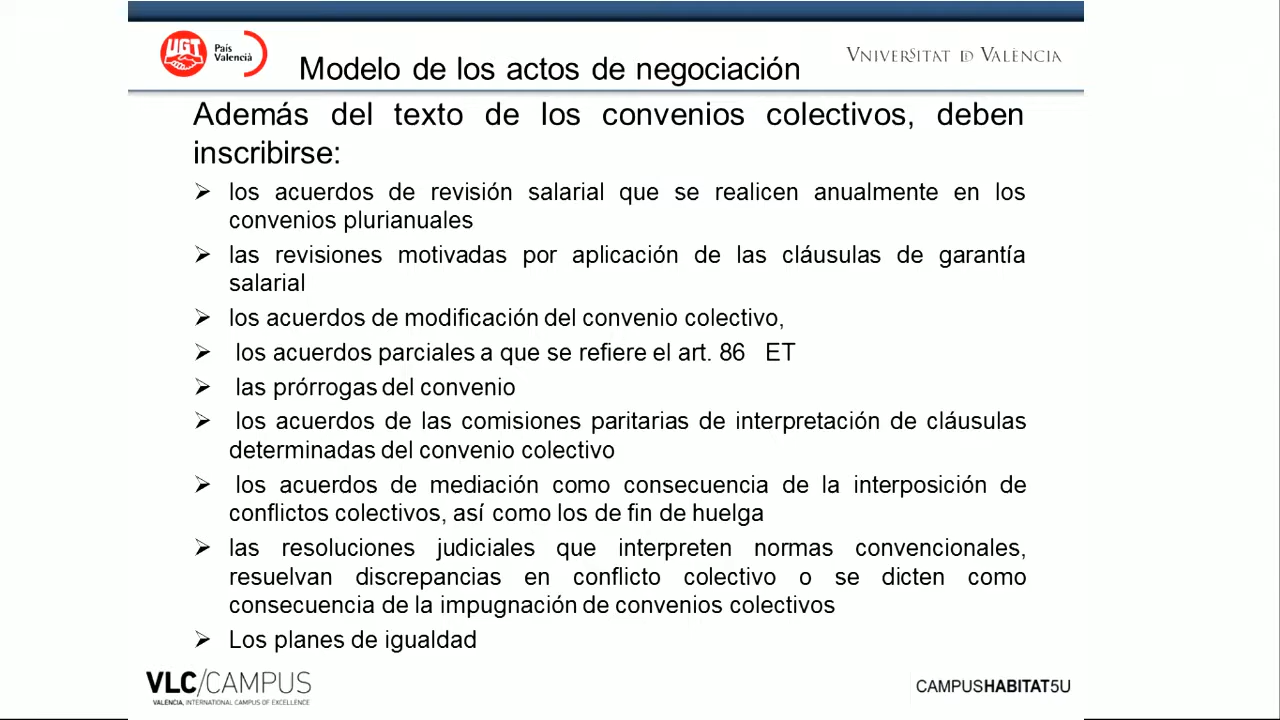 UGT
País
Valencià
Modelo de los actos de negociación
VNIVERSITAT D VALÈNCIA
Además del texto de los convenios colectivos, deben
inscribirse:
➢ los acuerdos de revisión salarial que se realicen anualmente en los
convenios plurianuales
➢ las revisiones motivadas por aplicación de las cláusulas de garantía
salarial
➢ los acuerdos de modificación del convenio colectivo,
➢ los acuerdos parciales a que se refiere el art. 86 ET
➢ las prórrogas del convenio
➢ los acuerdos de las comisiones paritarias de interpretación de cláusulas
determinadas del convenio colectivo
➢ los acuerdos de mediación como consecuencia de la interposición de
conflictos colectivos, así como los de fin de huelga
➢ las resoluciones judiciales que interpreten normas convencionales,
resuelvan discrepancias en conflicto colectivo o se dicten como
consecuencia de la impugnación de convenios colectivos
➢ Los planes de igualdad
VLC/CAMPUS
VALENCIA, INTERNATIONAL CAMPUS OF EXCELLENCE
CAMPUSHABITAT5U